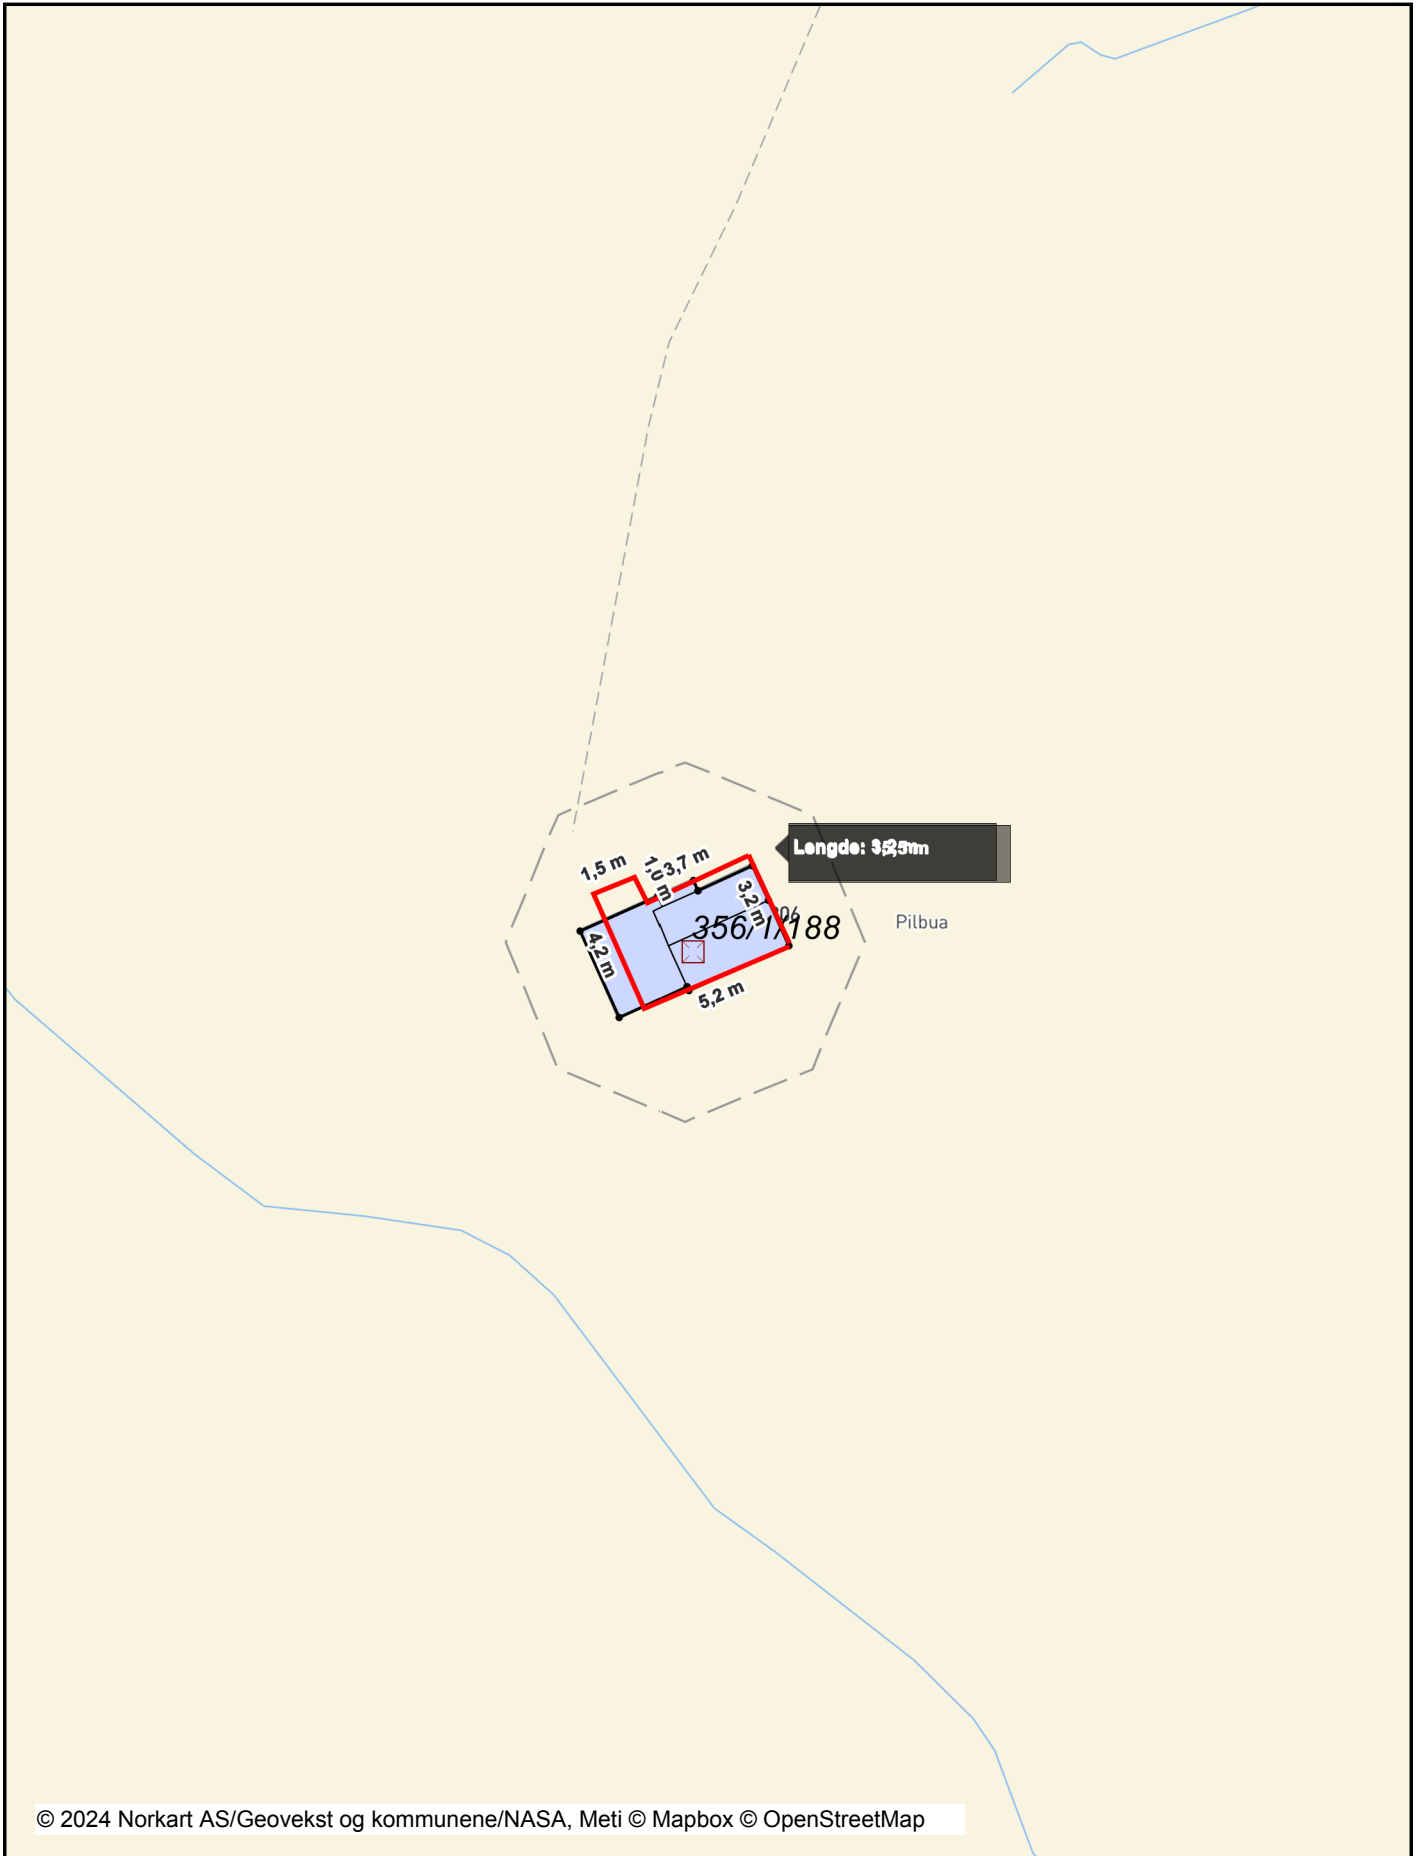 1,5 m
1,0 m
3,7 m
Lengde:
3,2 m
356/1/188
Pilbua
4,2 m
5,2 m
© 2024 Norkart AS/Geovekst og kommunene/NASA, Meti © Mapbox © OpenStreetMap